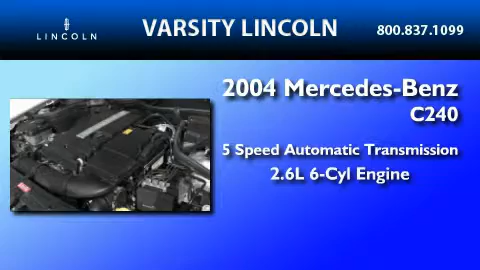 LINCOLN
VARSITY LINCOLN
800.837.1099
2004 Mercedes-Benz
C240
5 Speed Automatic Transmission
2.6L 6-Cyl Engine